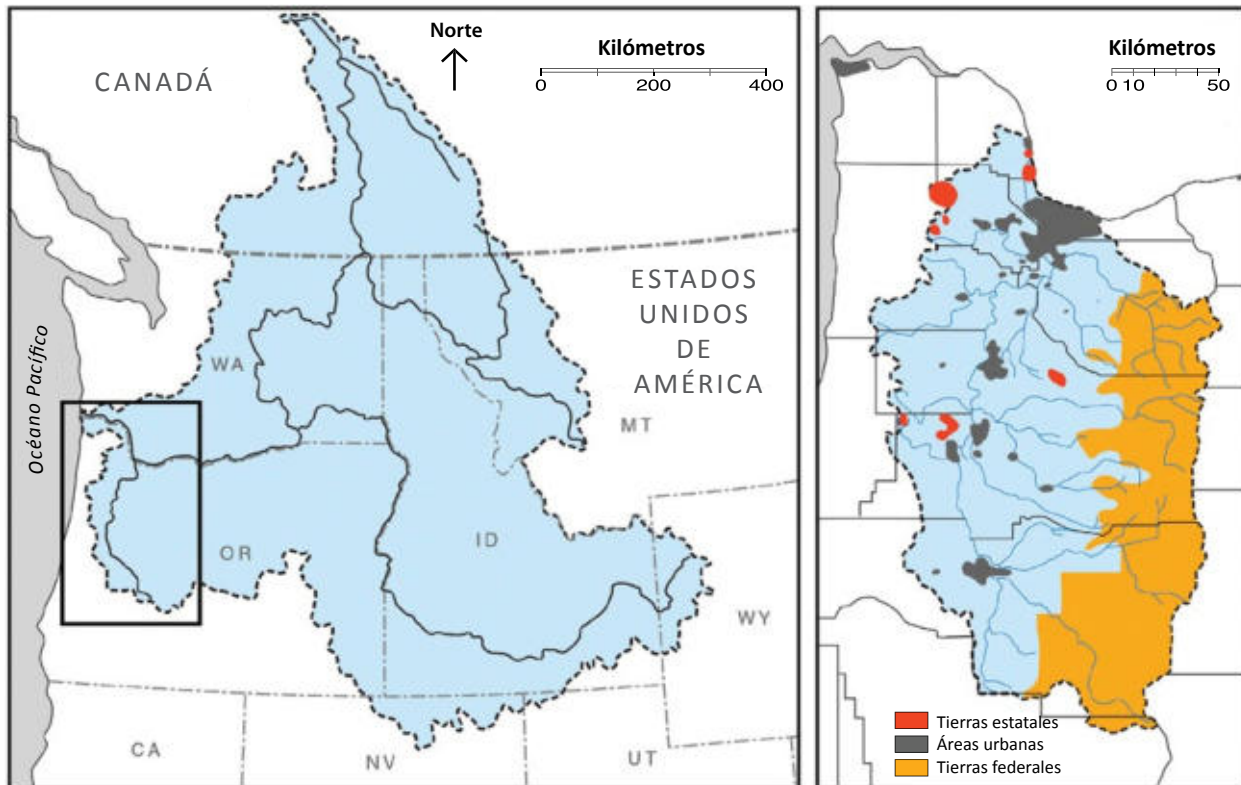 Norte
Kilómetros
0 200 400
CANADÁ
ESTADOS
UNIDOS
DE
AMÉRICA
Océano Pacífico
WA
MT
OR
ID
WY
CA
NV
UT
Kilómetros
0 10 50
Tierras estatales
Áreas urbanas
Tierras federales